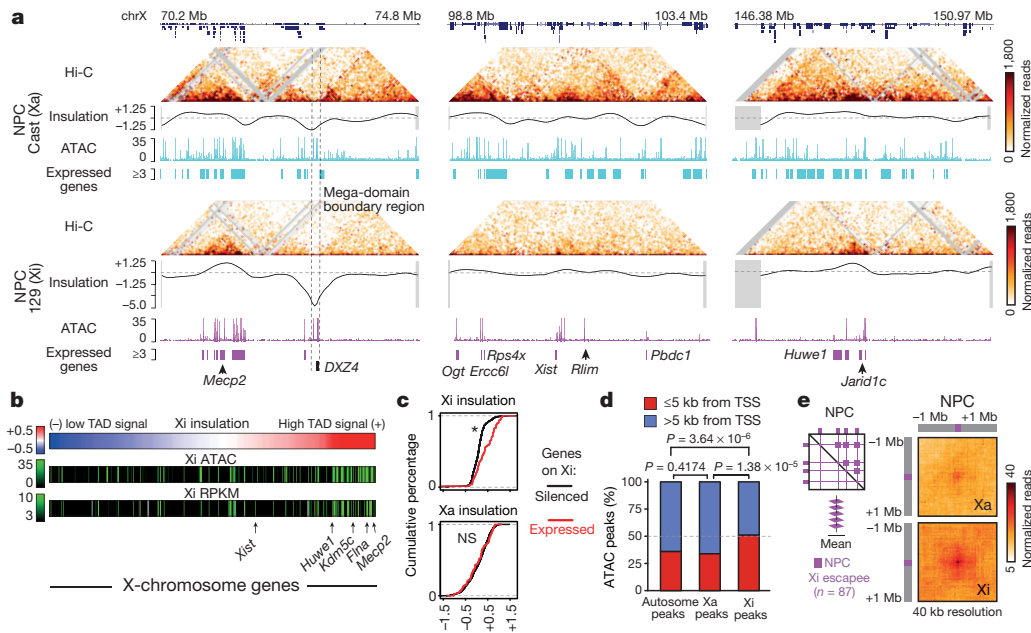 a
chrX
70.2 Mb 74.8 Mb
98.8 Mb 103.4 Mb
146.38 Mb 150.97 Mb
NPC
Cast (Xa)
Hi-C
Insulation
+1.25
−1.25
ATAC
35
0
Expressed
genes
≥3
1,800
0
Normalized reads
Mega-domain
boundary region
NPC
129 (Xi)
Hi-C
Insulation
+1.25
−1.25
−5.0
ATAC
35
0
Expressed
genes
≥3
1,800
0
Normalized reads
Mecp2
DXZ4
Ogt Ercc6l
Rps4x
Xist
Rlim
Pbdc1
Huwe1
Jarid1c
b
(−) low TAD signal Xi insulation High TAD signal (+)
+0.5
−0.5
Xi ATAC
35
0
Xi RPKM
10
3
Xist
Huwe1
Kdm5c
Flna
Mecp2
X-chromosome genes
c
Xi insulation
1
*
0
Xa insulation
1
NS
0
Cumulative percentage
−1.5
−0.5
+0.5
+1.5
Genes
on Xi:
Silenced
Expressed
d
≤5 kb from TSS
>5 kb from TSS
P = 3.64 × 10⁻⁶
P = 0.4174
P = 1.38 × 10⁻⁵
ATAC peaks (%)
100
75
50
25
0
Autosome
peaks
Xa
peaks
Xi
peaks
e
NPC
Mean
NPC
Xi escapee
(n = 87)
NPC
−1 Mb +1 Mb
−1 Mb
+1 Mb
Xa
−1 Mb
+1 Mb
Xi
40 kb resolution
40
5
Normalized reads